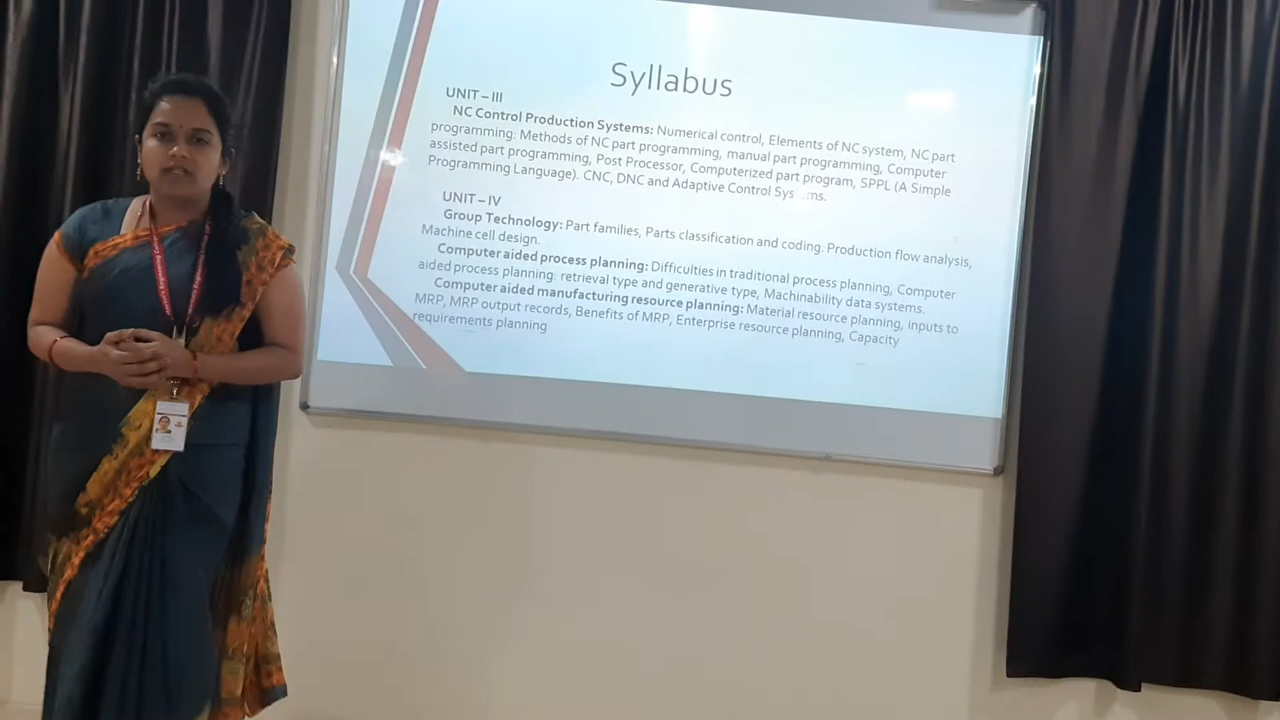 Syllabus
UNIT – III
NC Control Production Systems: Numerical control, Elements of NC system, NC part
programming: Methods of NC part programming, manual part programming, Computer
assisted part programming, Post Processor, Computerized part program, SPPL (A Simple
Programming Language). CNC, DNC and Adaptive Control Systems.
UNIT – IV
Group Technology: Part families, Parts classification and coding. Production flow analysis,
Machine cell design.
Computer aided process planning: Difficulties in traditional process planning, Computer
aided process planning: retrieval type and generative type, Machinability data systems.
Computer aided manufacturing resource planning: Material resource planning, inputs to
MRP, MRP output records, Benefits of MRP, Enterprise resource planning, Capacity
requirements planning